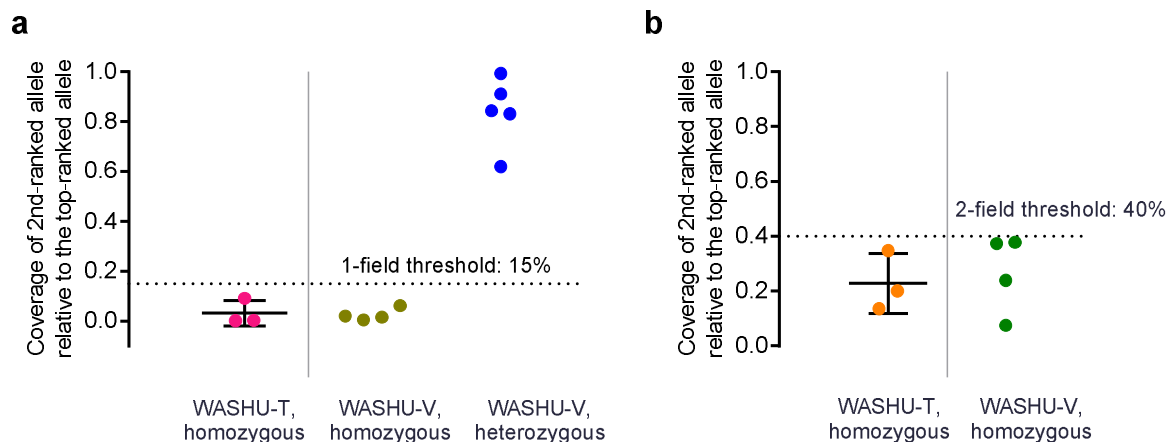 a
Coverage of 2nd-ranked allele
relative to the top-ranked allele
1.0
0.8
0.6
0.4
0.2
0.0
1-field threshold: 15%
WASHU-T,
homozygous
WASHU-V,
homozygous
WASHU-V,
heterozygous
b
Coverage of 2nd-ranked allele
relative to the top-ranked allele
1.0
0.8
0.6
0.4
0.2
0.0
2-field threshold: 40%
WASHU-T,
homozygous
WASHU-V,
homozygous